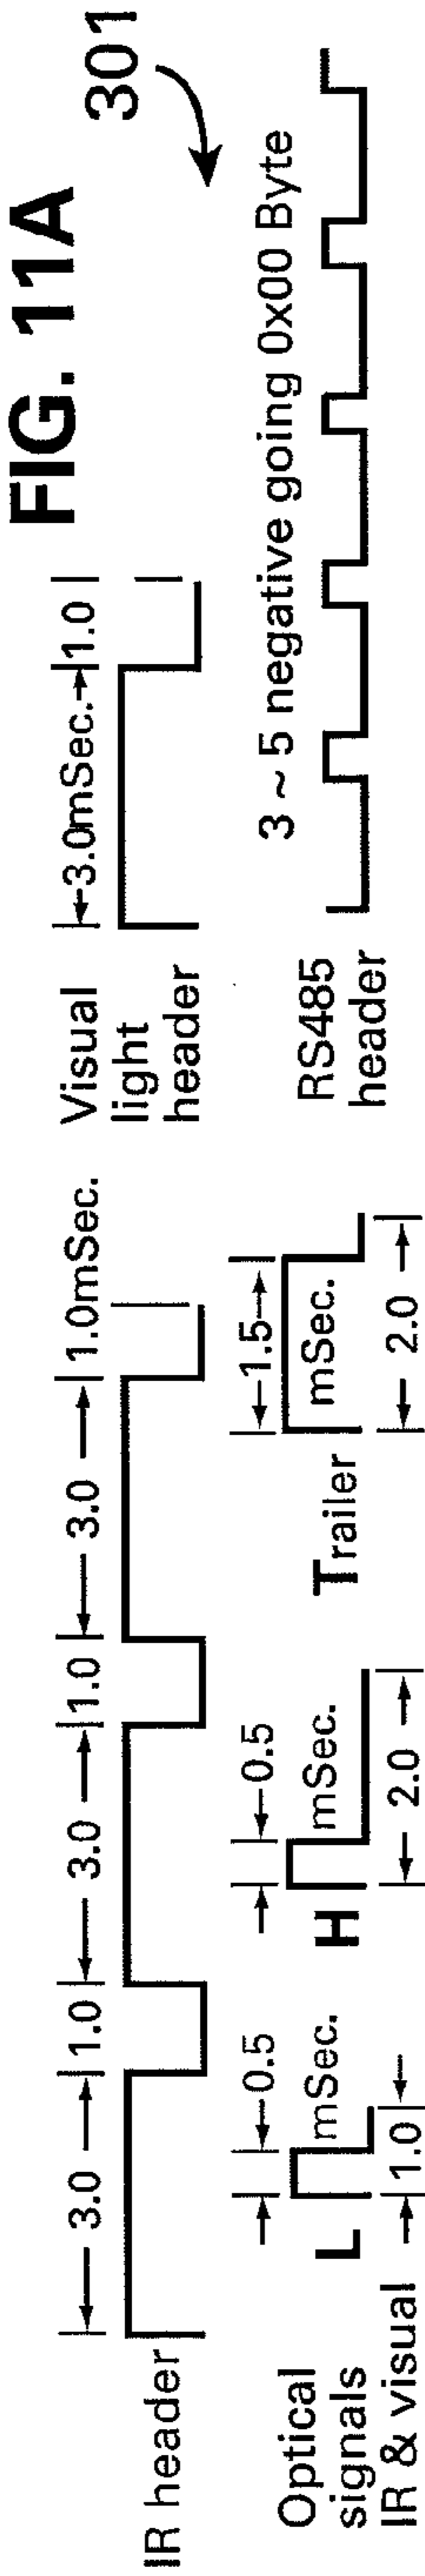 FIG. 11A
301
IR header
3.0
1.0
3.0
1.0
3.0
1.0mSec.
Visual
light
header
3.0mSec.
1.0
Optical
signals
IR & visual
L
0.5
mSec.
1.0
H
0.5
mSec.
2.0
Trailer
1.5
mSec.
2.0
RS485
header
3 ~ 5 negative going 0x00 Byte